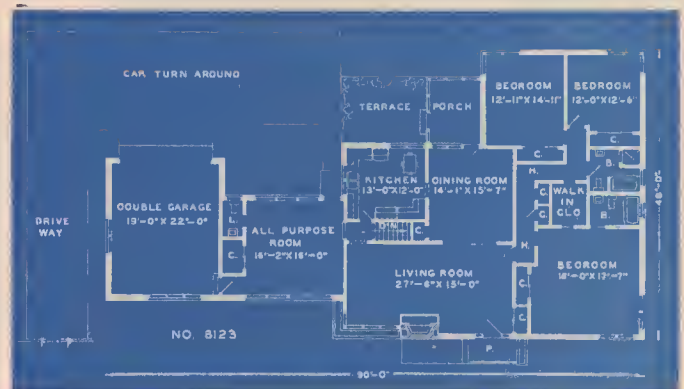 CAR TURN AROUND
BEDROOM
12'-11" X 14'-11"
BEDROOM
12'-0" X 12'-6"
TERRACE
PORCH
C.
C.
B.
H.
KITCHEN
13'-0" X 12'-0"
DINING ROOM
14'-1" X 15'-7"
WALK
IN
CLO
C.
C.
B.
48'-0"
DOUBLE GARAGE
19'-0" X 22'-0"
DRIVE
WAY
L.
C.
ALL PURPOSE
ROOM
16'-2" X 16'-0"
DN.
C.
H.
LIVING ROOM
27'-6" X 15'-0"
BEDROOM
18'-0" X 17'-7"
C.
C.
NO. 8123
P.
90'-0"